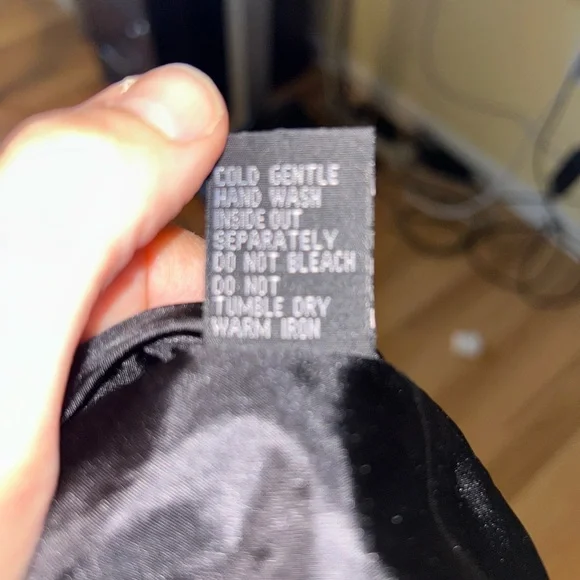 COLD GENTLE
HAND WASH
INSIDE OUT
SEPARATELY
DO NOT BLEACH
DO NOT
TUMBLE DRY
WARM IRON